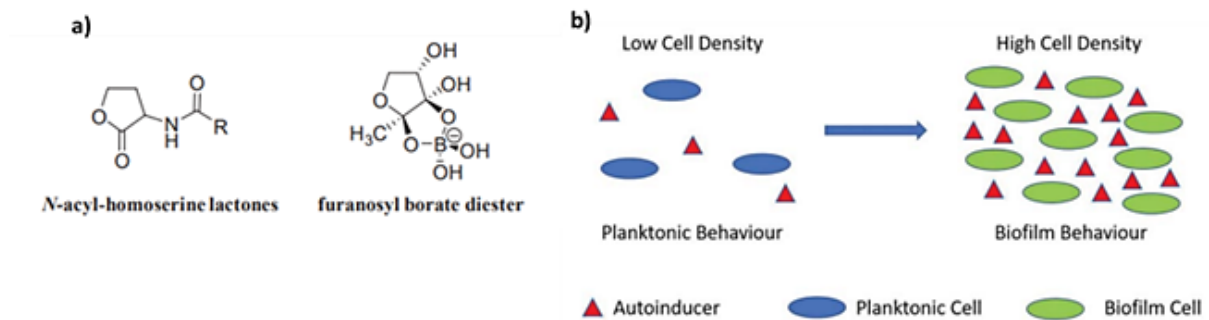 a)
O
O
N
H
O
R
N-acyl-homoserine lactones
OH
OH
O
H₃C
O
O
B
⊖
OH
OH
furanosyl borate diester
b)
Low Cell Density
High Cell Density
Planktonic Behaviour
Biofilm Behaviour
Autoinducer
Planktonic Cell
Biofilm Cell